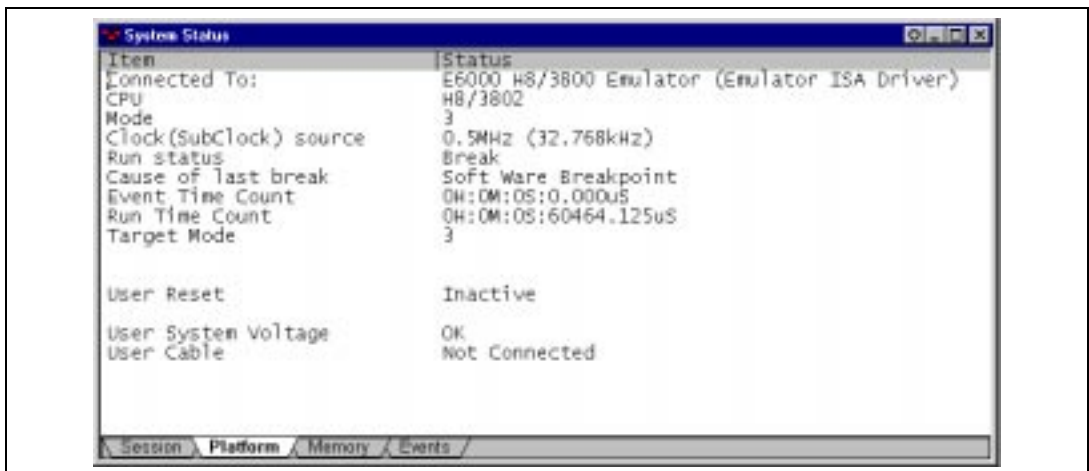 System Status
Item Status
Connected To: E6000 H8/3800 Emulator (Emulator ISA Driver)
CPU H8/3802
Mode 3
Clock(SubClock) source 0.5MHz (32.768kHz)
Run status Break
Cause of last break Soft Ware Breakpoint
Event Time Count 0H:0M:0S:0.000uS
Run Time Count 0H:0M:0S:60464.125uS
Target Mode 3
User Reset Inactive
User System Voltage OK
User Cable Not Connected
Session Platform Memory Events